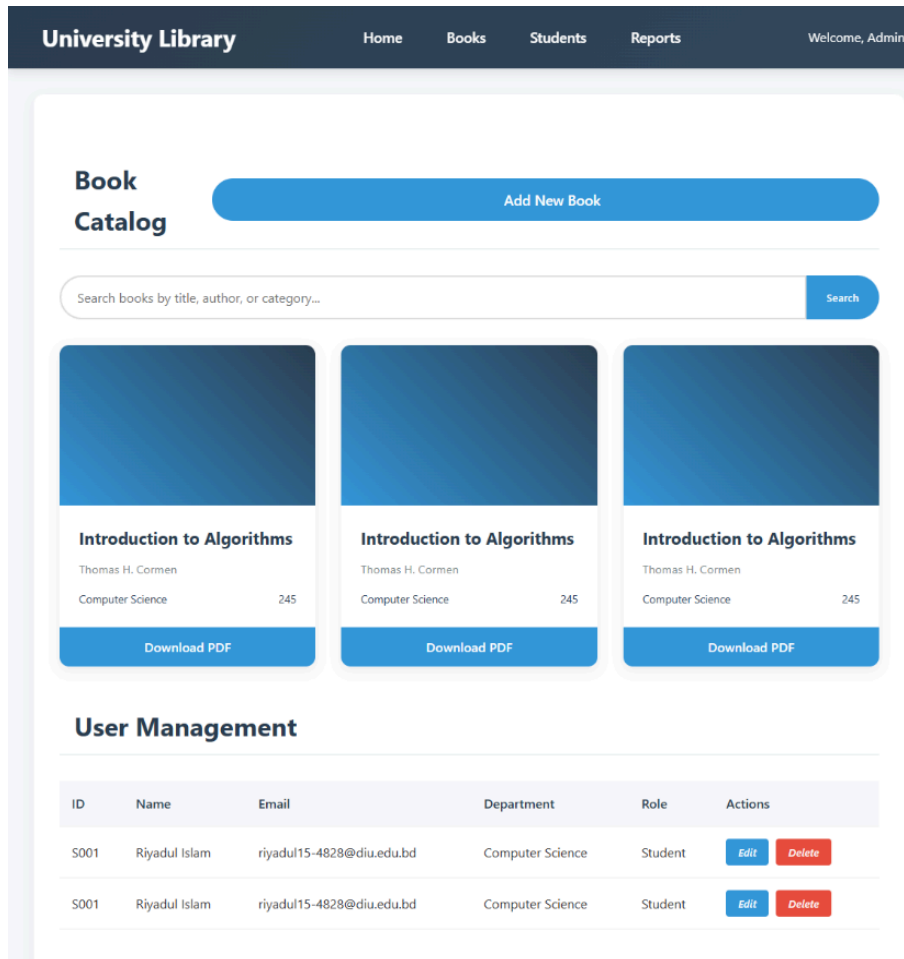 University Library Home Books Students Reports Welcome, Admin
Book
Catalog
Add New Book
Search books by title, author, or category... Search
Introduction to Algorithms Introduction to Algorithms Introduction to Algorithms
Thomas H. Cormen Thomas H. Cormen Thomas H. Cormen
Computer Science 245 Computer Science 245 Computer Science 245
Download PDF Download PDF Download PDF
User Management
ID Name Email Department Role Actions
S001 Riyadul Islam riyadul15-4828@diu.edu.bd Computer Science Student Edit Delete
S001 Riyadul Islam riyadul15-4828@diu.edu.bd Computer Science Student Edit Delete